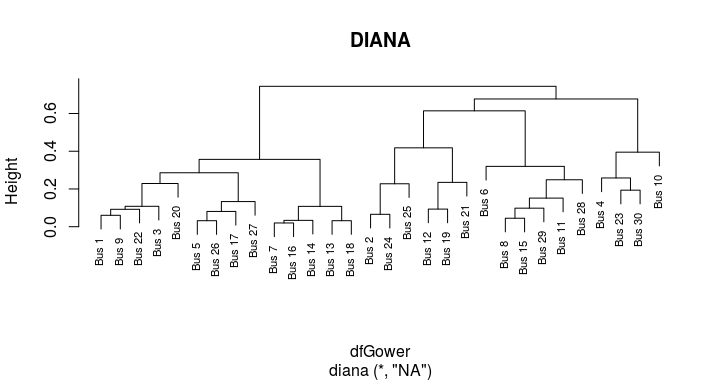 DIANA
Height
0.0 0.2 0.4 0.6
Bus 1
Bus 9
Bus 22
Bus 3
Bus 20
Bus 5
Bus 26
Bus 17
Bus 27
Bus 7
Bus 16
Bus 14
Bus 13
Bus 18
Bus 2
Bus 24
Bus 25
Bus 12
Bus 19
Bus 21
Bus 6
Bus 8
Bus 15
Bus 29
Bus 11
Bus 28
Bus 4
Bus 23
Bus 30
Bus 10
dfGower
diana (*, "NA")